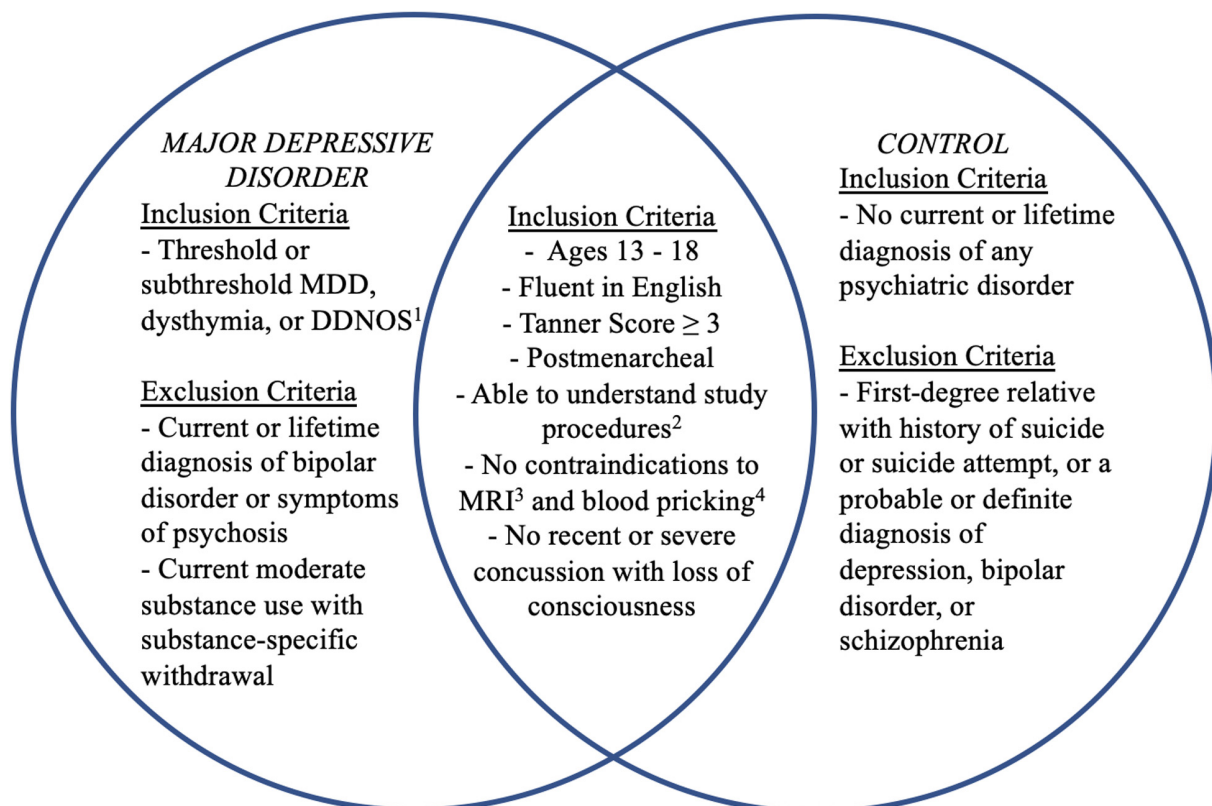 MAJOR DEPRESSIVE
DISORDER
Inclusion Criteria
- Threshold or
subthreshold MDD,
dysthymia, or DDNOS¹
Exclusion Criteria
- Current or lifetime
diagnosis of bipolar
disorder or symptoms
of psychosis
- Current moderate
substance use with
substance-specific
withdrawal
Inclusion Criteria
- Ages 13 - 18
- Fluent in English
- Tanner Score ≥ 3
- Postmenarcheal
- Able to understand study
procedures²
- No contraindications to
MRI³ and blood pricking⁴
- No recent or severe
concussion with loss of
consciousness
CONTROL
Inclusion Criteria
- No current or lifetime
diagnosis of any
psychiatric disorder
Exclusion Criteria
- First-degree relative
with history of suicide
or suicide attempt, or a
probable or definite
diagnosis of
depression, bipolar
disorder, or
schizophrenia